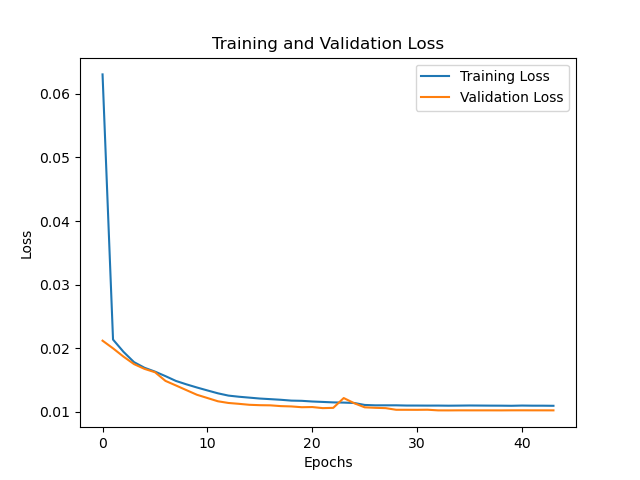 Training and Validation Loss
Training Loss
Validation Loss
0.06
0.05
0.04
0.03
0.02
0.01
Loss
0 10 20 30 40
Epochs